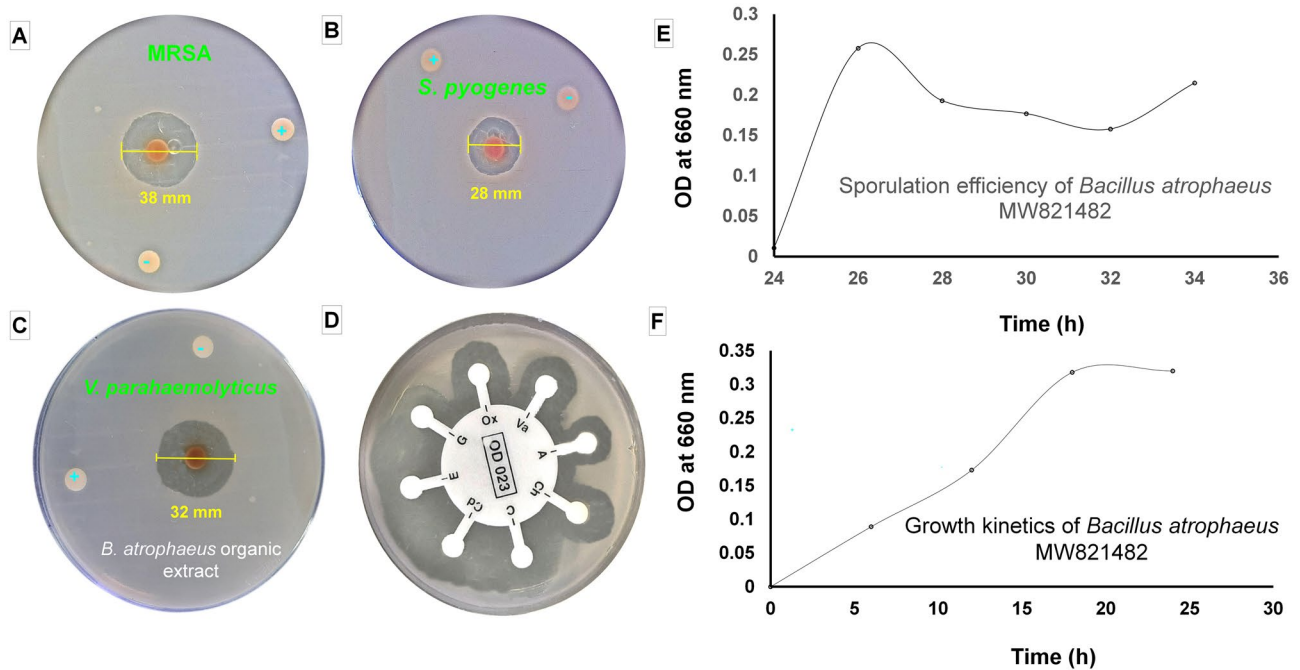 A
MRSA
+
38 mm
-
B
+
S. pyogenes
-
28 mm
C
-
V. parahaemolyticus
+
32 mm
B. atrophaeus organic
extract
D
Ox
Va
A
Ch
C
Cd
E
G
OD 023
E
OD at 660 nm
0.3
0.25
0.2
0.15
0.1
0.05
0
Sporulation efficiency of Bacillus atrophaeus
MW821482
24
26
28
30
32
34
36
Time (h)
F
OD at 660 nm
0.35
0.3
0.25
0.2
0.15
0.1
0.05
0
Growth kinetics of Bacillus atrophaeus
MW821482
0
5
10
15
20
25
30
Time (h)